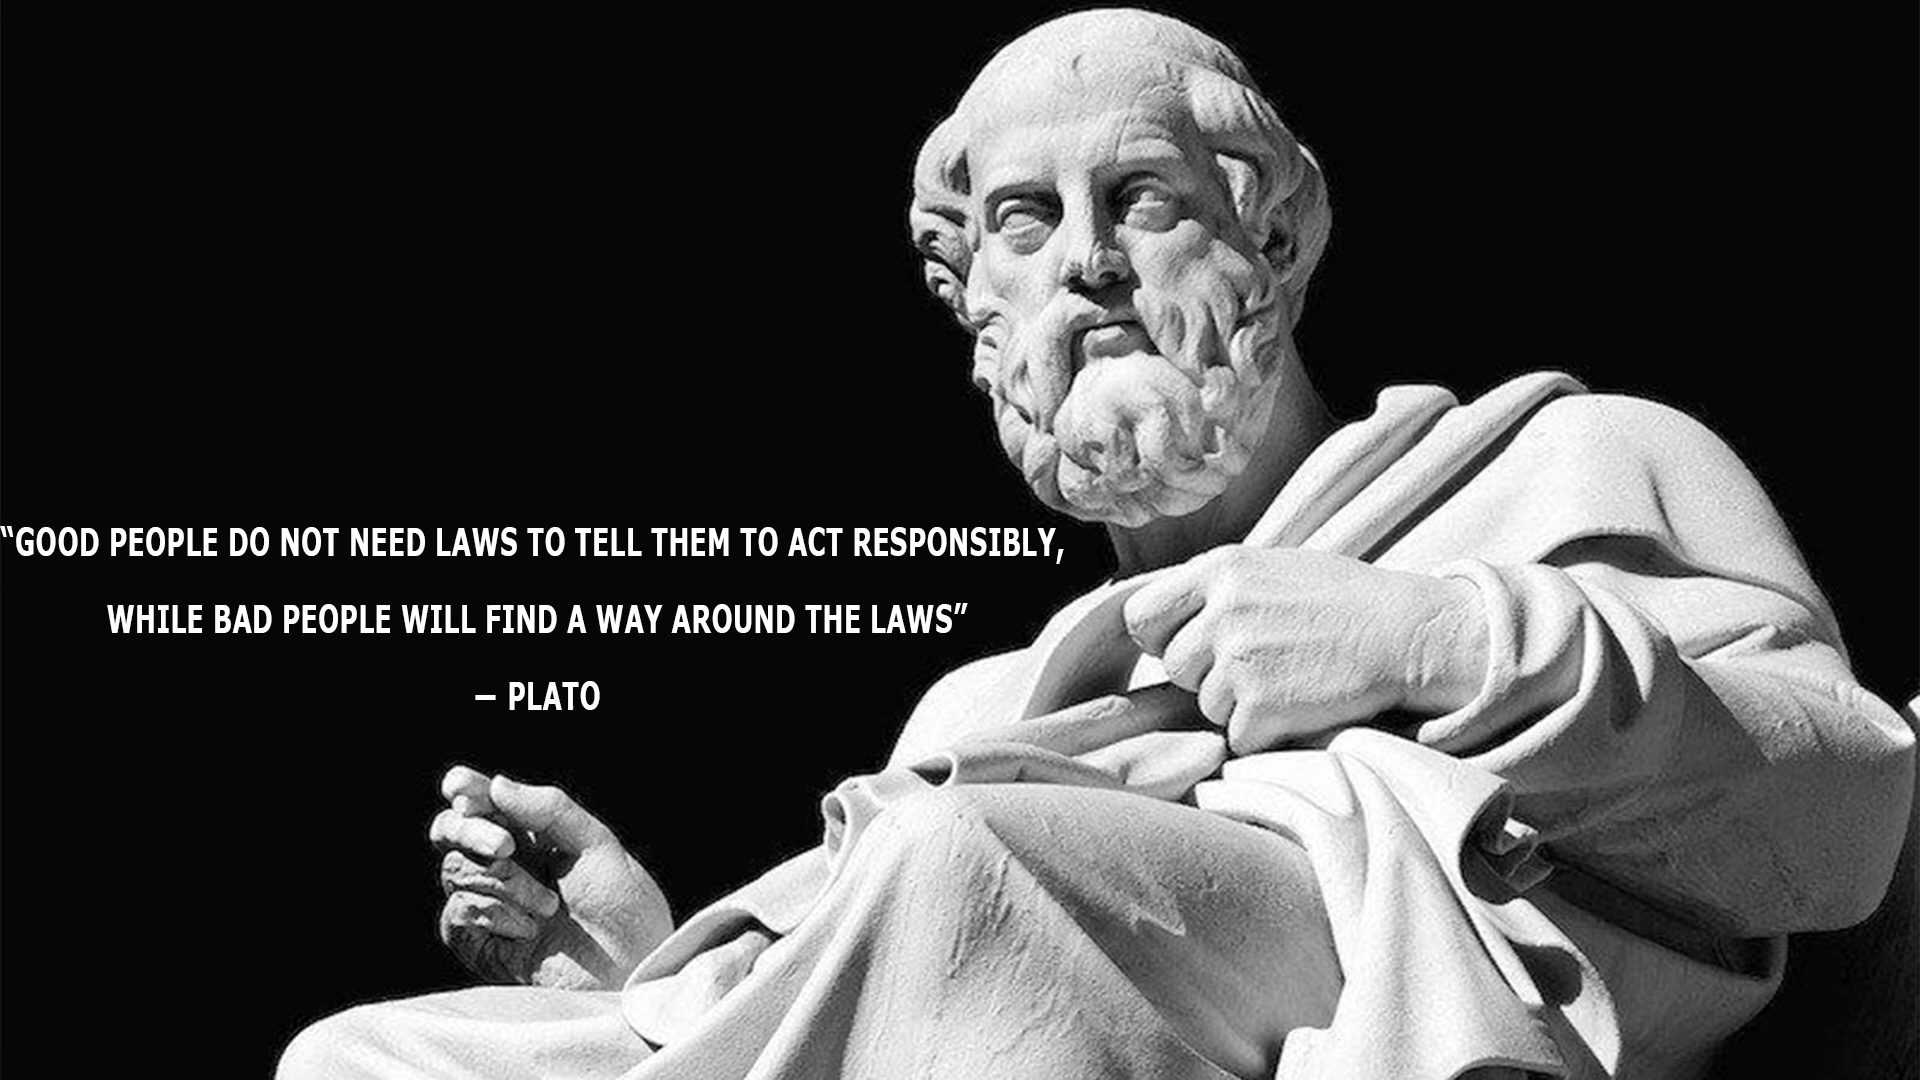 “GOOD PEOPLE DO NOT NEED LAWS TO TELL THEM TO ACT RESPONSIBLY,
WHILE BAD PEOPLE WILL FIND A WAY AROUND THE LAWS”
– PLATO